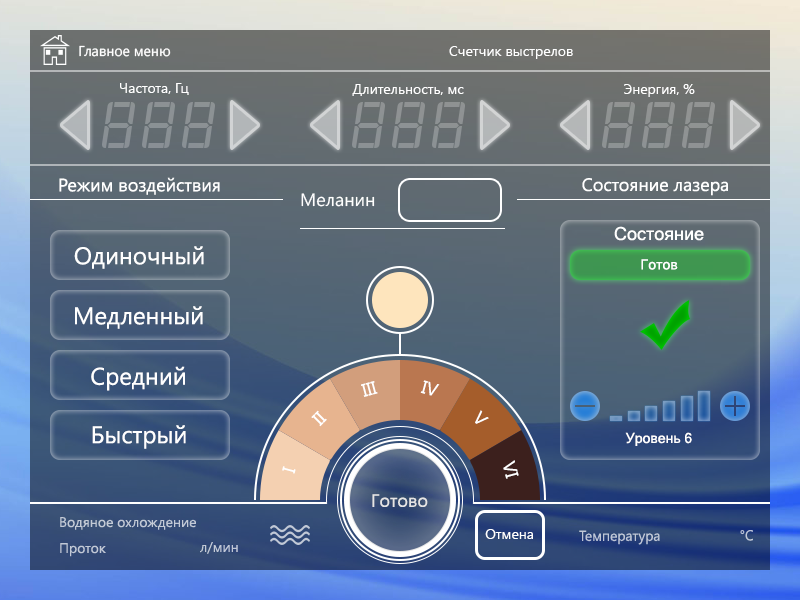 Главное меню
Счетчик выстрелов
Частота, Гц
Длительность, мс
Энергия, %
888
888
888
Режим воздействия
Меланин
Состояние лазера
Одиночный
Медленный
Средний
Быстрый
Состояние
Готов
Уровень 6
I
II
III
IV
V
VI
Готово
Отмена
Водяное охлождение
Проток
л/мин
Температура
°C